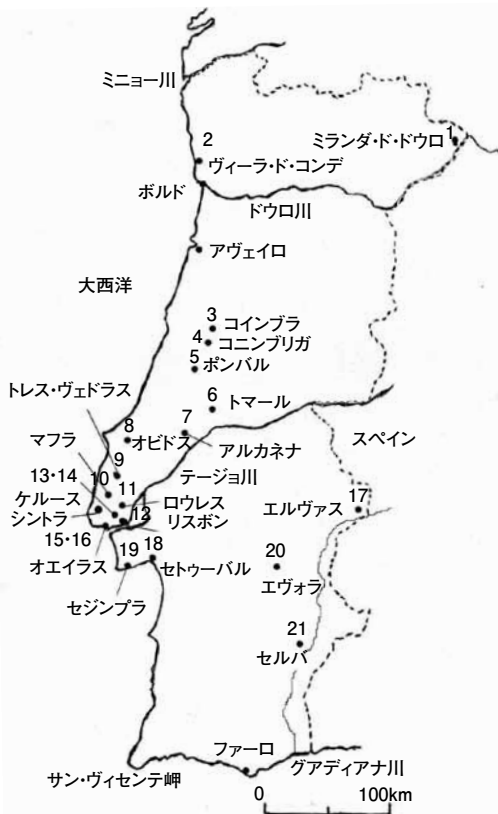 ミニョー川
1
ミランダ・ド・ドウロ
2
ヴィーラ・ド・コンデ
ボルド
ドウロ川
アヴェイロ
大西洋
3
コインブラ
4
コニンブリガ
5
ポンバル
トレス・ヴェドラス
6
トマール
7
アルカネナ
8
オビドス
スペイン
マフラ
9
テージョ川
13・14
10
11
ロウレス
ケルース
12
リスボン
シントラ
17
エルヴァス
15・16
オエイラス
19
18
セトゥーバル
20
エヴォラ
セジンプラ
21
セルパ
ファーロ
サン・ヴィセンテ岬
グアディアナ川
0
100km